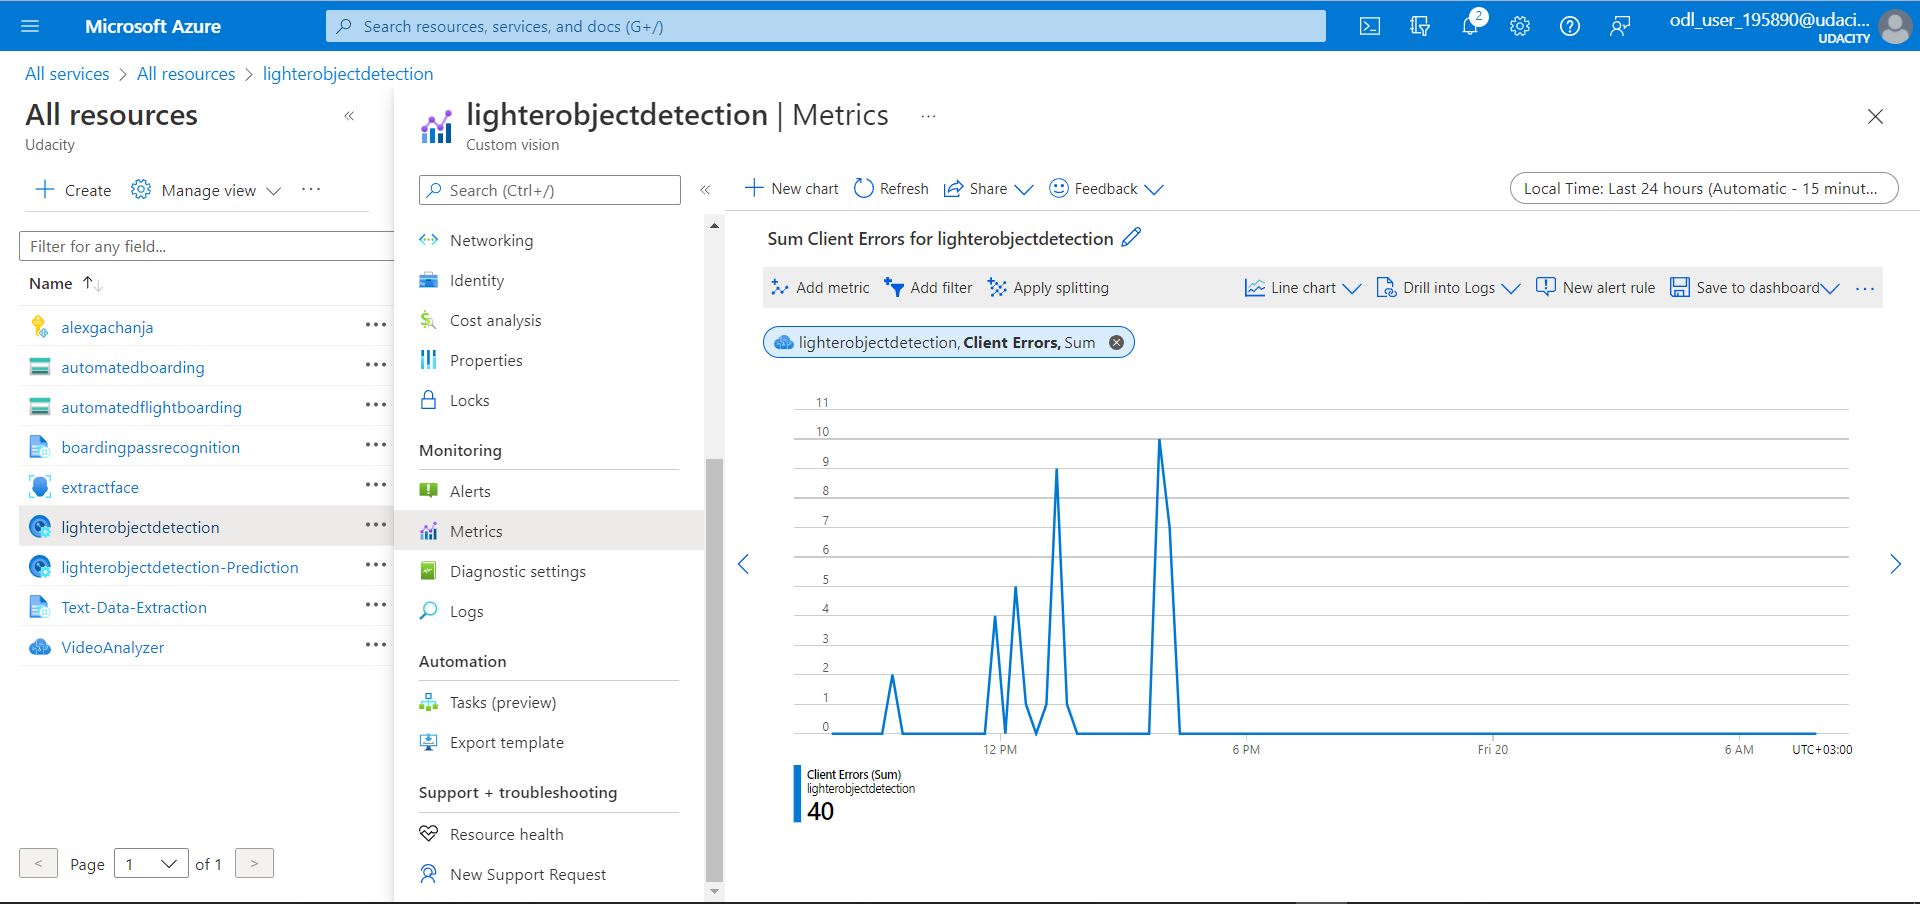 Microsoft Azure
Search resources, services, and docs (G+/)
2
odl_user_195890@udaci...
UDACITY
All services > All resources > lighterobjectdetection
All resources
«
Udacity
Create
Manage view
...
Filter for any field...
Name ↑↓
alexgachanja
automatedboarding
automatedflightboarding
boardingpassrecognition
extractface
lighterobjectdetection
lighterobjectdetection-Prediction
Text-Data-Extraction
VideoAnalyzer
< Page 1 of 1 >
lighterobjectdetection | Metrics ...
Custom vision
Search (Ctrl+/)
«
Networking
Identity
Cost analysis
Properties
Locks
Monitoring
Alerts
Metrics
Diagnostic settings
Logs
Automation
Tasks (preview)
Export template
Support + troubleshooting
Resource health
New Support Request
New chart
Refresh
Share
Feedback
Local Time: Last 24 hours (Automatic - 15 minut...
Sum Client Errors for lighterobjectdetection
Add metric
Add filter
Apply splitting
Line chart
Drill into Logs
New alert rule
Save to dashboard
...
lighterobjectdetection, Client Errors, Sum
11
10
9
8
7
6
5
4
3
2
1
0
12 PM
6 PM
Fri 20
6 AM
UTC+03:00
Client Errors (Sum)
lighterobjectdetection
40